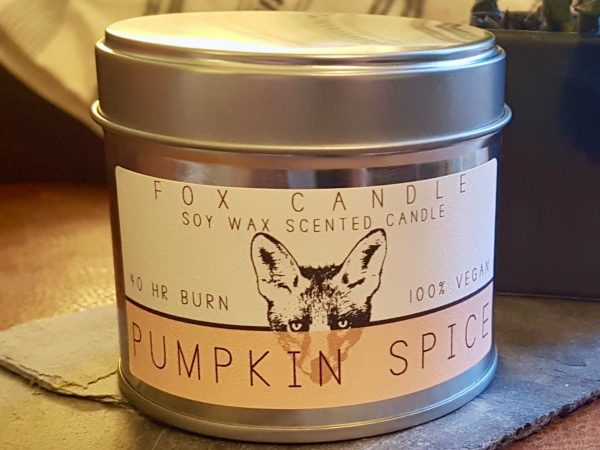 FOX CANDLE
SOY WAX SCENTED CANDLE
40 HR BURN
100% VEGAN
PUMPKIN SPICE